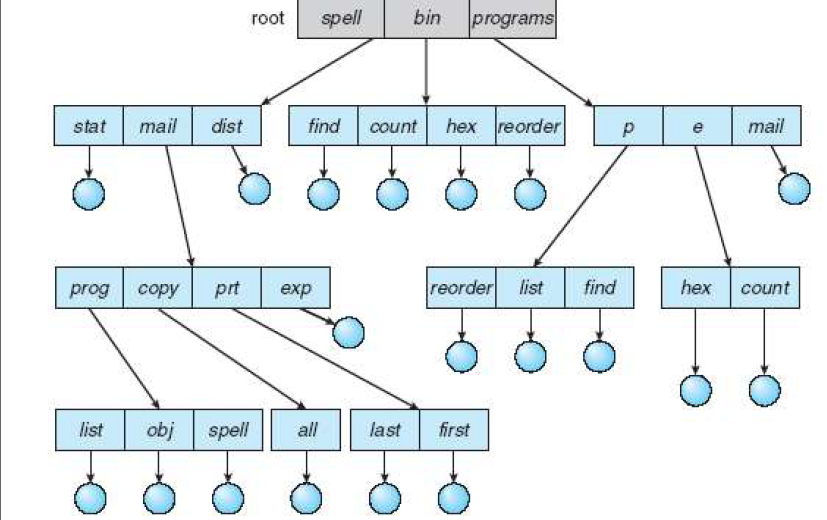 root spell bin programs
stat mail dist find count hex reorder p e mail
prog copy prt exp reorder list find hex count
list obj spell all last first